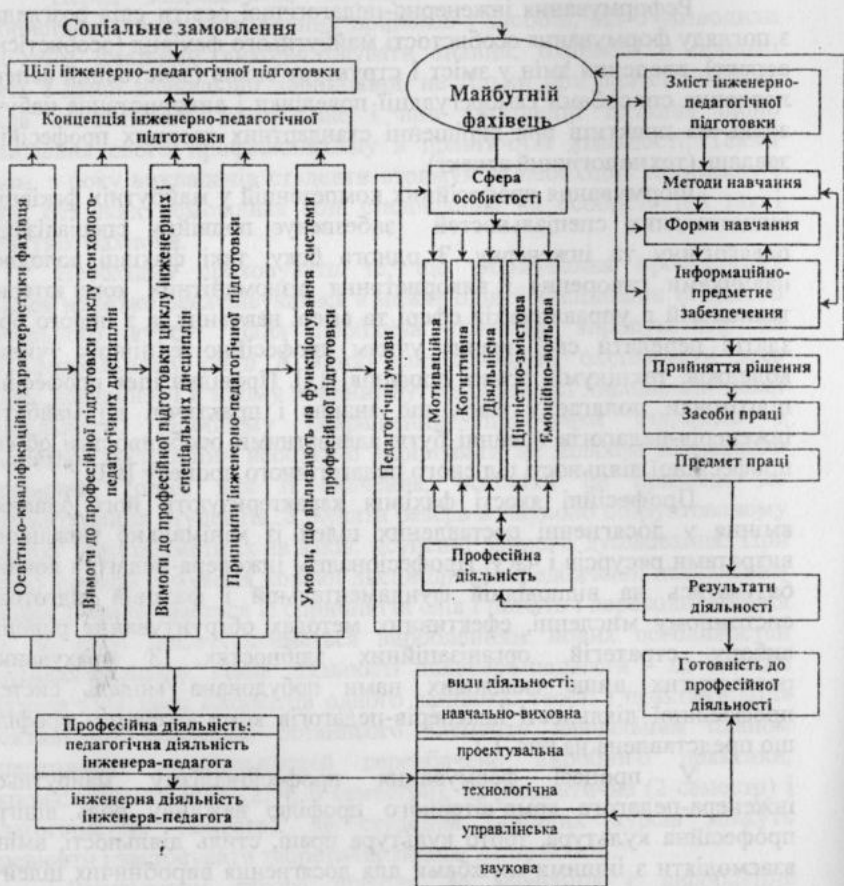 Соціальне замовлення
Цілі інженерно-педагогічної підготовки
Концепція інженерно-педагогічної
підготовки
Освітньо-кваліфікаційні характеристики фахівця
Вимоги до професійної підготовки циклу психолого-
педагогічних дисциплін
Вимоги до професійної підготовки циклу інженерних і
спеціальних дисциплін
Принципи інженерно-педагогічної підготовки
Умови, що впливають функціонування системи
професійної підготовки
Педагогічні умови
Професійна діяльність:
педагогічна діяльність
інженера-педагога
інженерна діяльність
інженера-педагога
Майбутній
фахівець
Сфера
особистості
Мотиваційна
Когнітивна
Діяльнісна
Ціннісно-змістова
Емоційно-вольова
Професійна
діяльність
види діяльності:
навчально-виховна
проектувальна
технологічна
управлінська
наукова
Зміст інженерно-
педагогічної
підготовки
Методи навчання
Форми навчання
Інформаційно-
предметне
забезпечення
Прийняття рішення
Засоби праці
Предмет праці
Результати
діяльності
Готовність до
професійної
діяльності